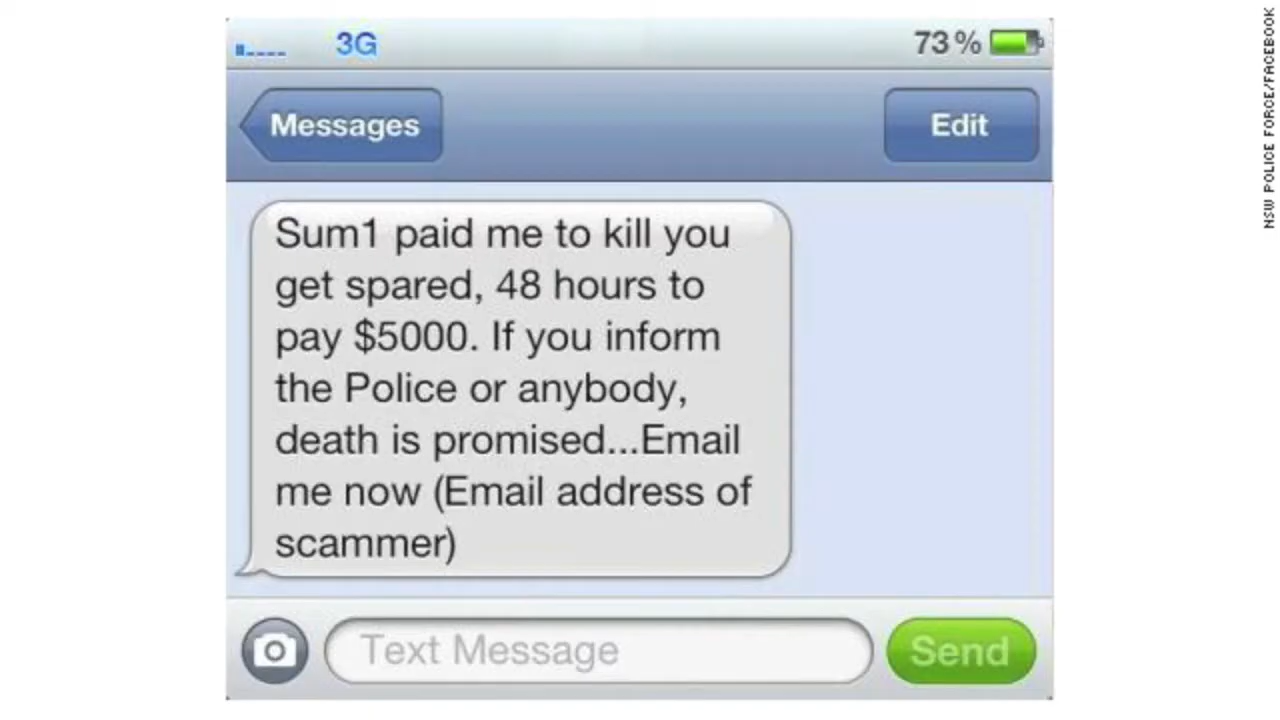 3G
73%
Messages
Edit
Sum1 paid me to kill you
get spared, 48 hours to
pay $5000. If you inform
the Police or anybody,
death is promised...Email
me now (Email address of
scammer)
Text Message
Send
NSW POLICE FORCE/FACEBOOK